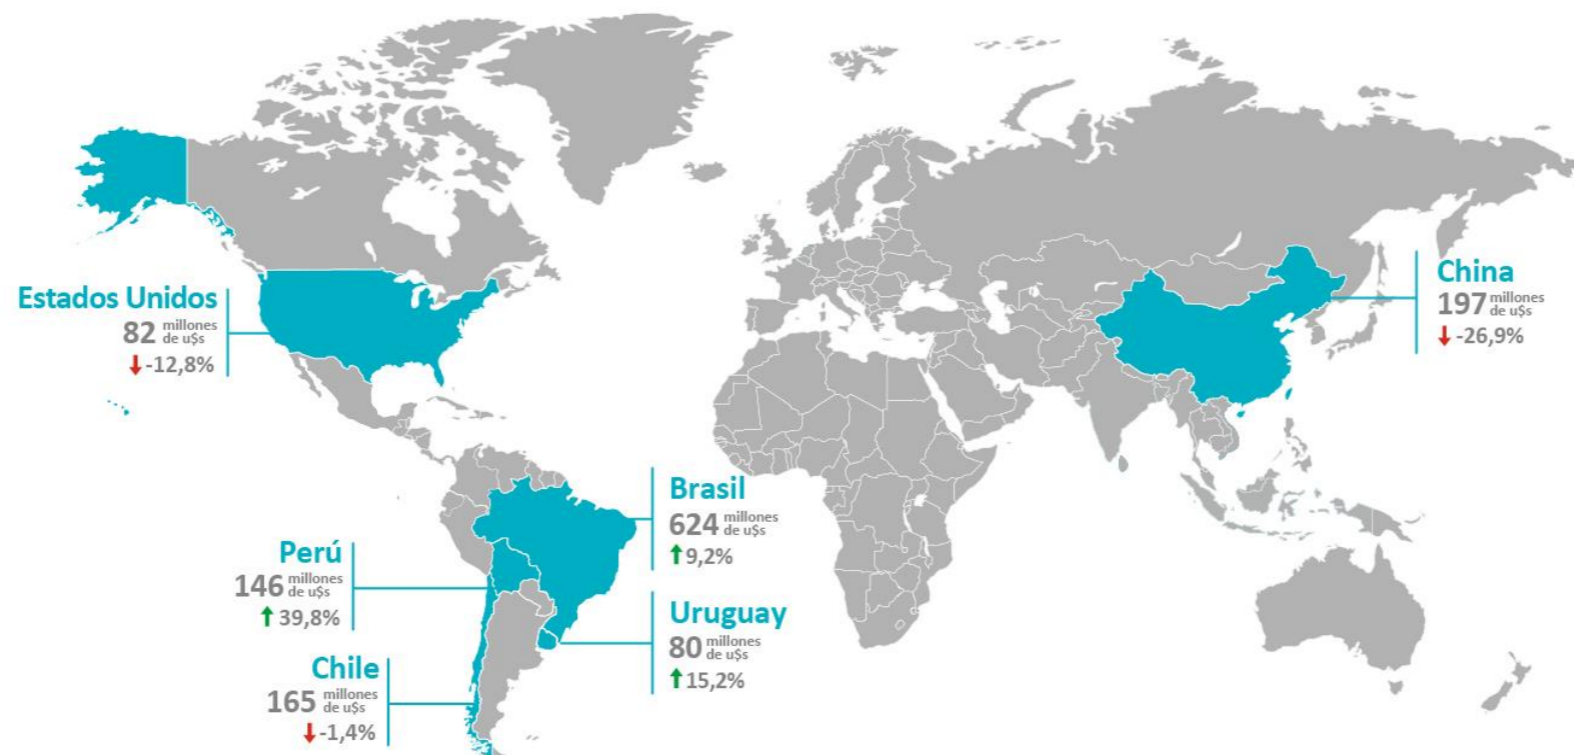 Estados Unidos
82 millones de u$s
-12,8%
China
197 millones de u$s
-26,9%
Brasil
624 millones de u$s
9,2%
Perú
146 millones de u$s
39,8%
Uruguay
80 millones de u$s
15,2%
Chile
165 millones de u$s
-1,4%